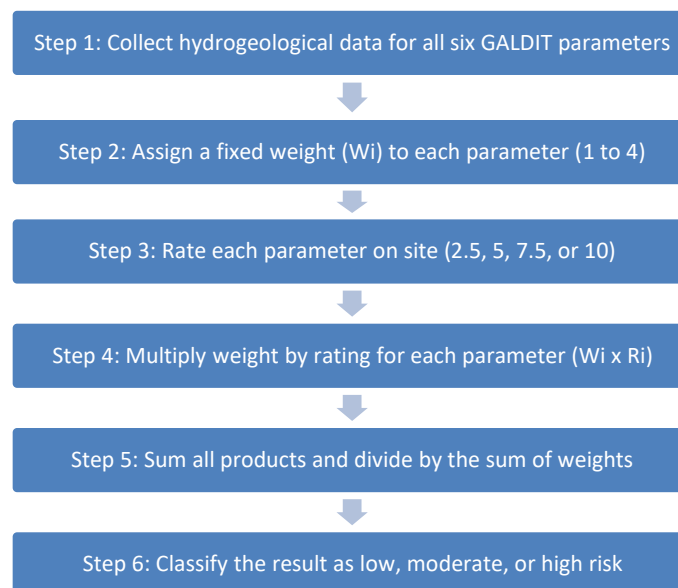 Step 1: Collect hydrogeological data for all six GALDIT parameters
Step 2: Assign a fixed weight (Wi) to each parameter (1 to 4)
Step 3: Rate each parameter on site (2.5, 5, 7.5, or 10)
Step 4: Multiply weight by rating for each parameter (Wi x Ri)
Step 5: Sum all products and divide by the sum of weights
Step 6: Classify the result as low, moderate, or high risk